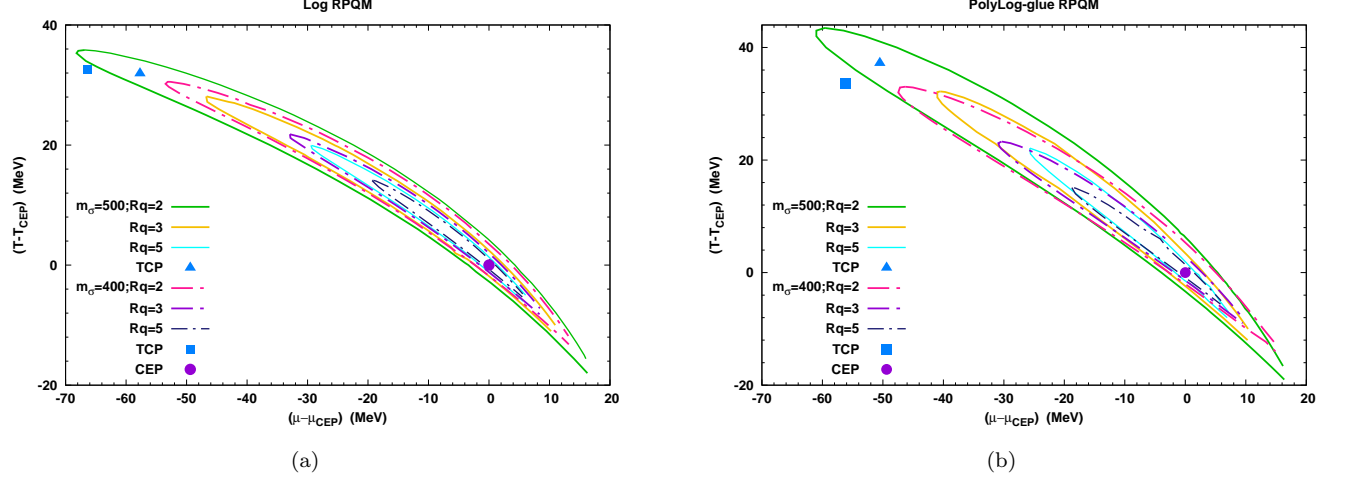 Log RPQM
40
20
0
-20
(T-T_CEP) (MeV)
m_σ=500;Rq=2
Rq=3
Rq=5
TCP
m_σ=400;Rq=2
Rq=3
Rq=5
TCP
CEP
-70 -60 -50 -40 -30 -20 -10 0 10 20
(μ−μ_CEP) (MeV)
(a)
PolyLog-glue RPQM
40
20
0
-20
(T-T_CEP) (MeV)
m_σ=500;Rq=2
Rq=3
Rq=5
TCP
m_σ=400;Rq=2
Rq=3
Rq=5
TCP
CEP
-70 -60 -50 -40 -30 -20 -10 0 10 20
(μ−μ_CEP) (MeV)
(b)